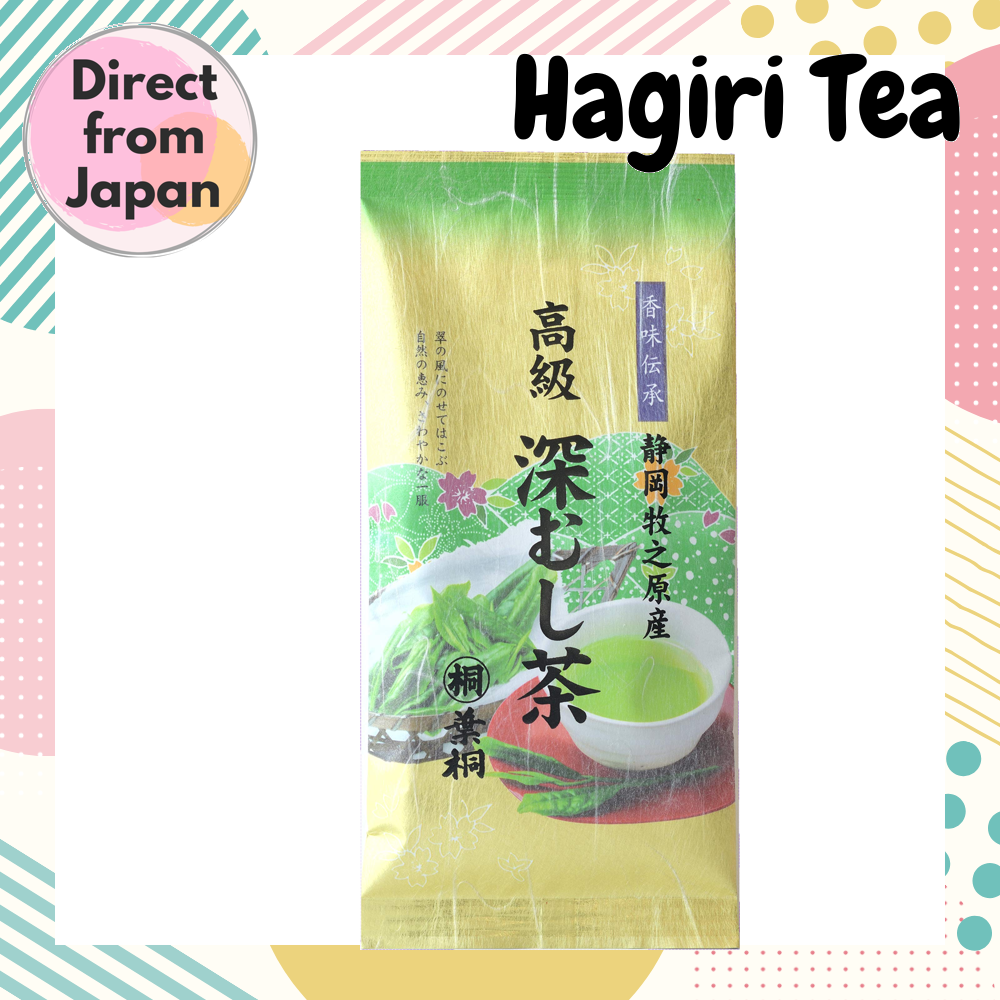 Direct
from
Japan
Hagiri Tea
香味伝承
静岡牧之原産
高級
深むし茶
翠の風にのせてはこぶ
自然の恵み、さわやかな一服
桐
葉桐